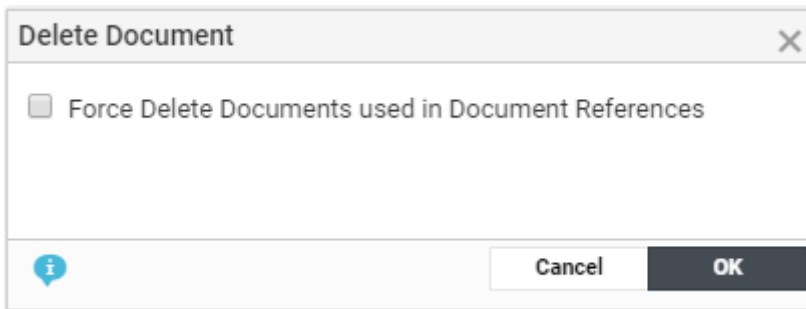 Delete Document
Force Delete Documents used in Document References
Cancel OK